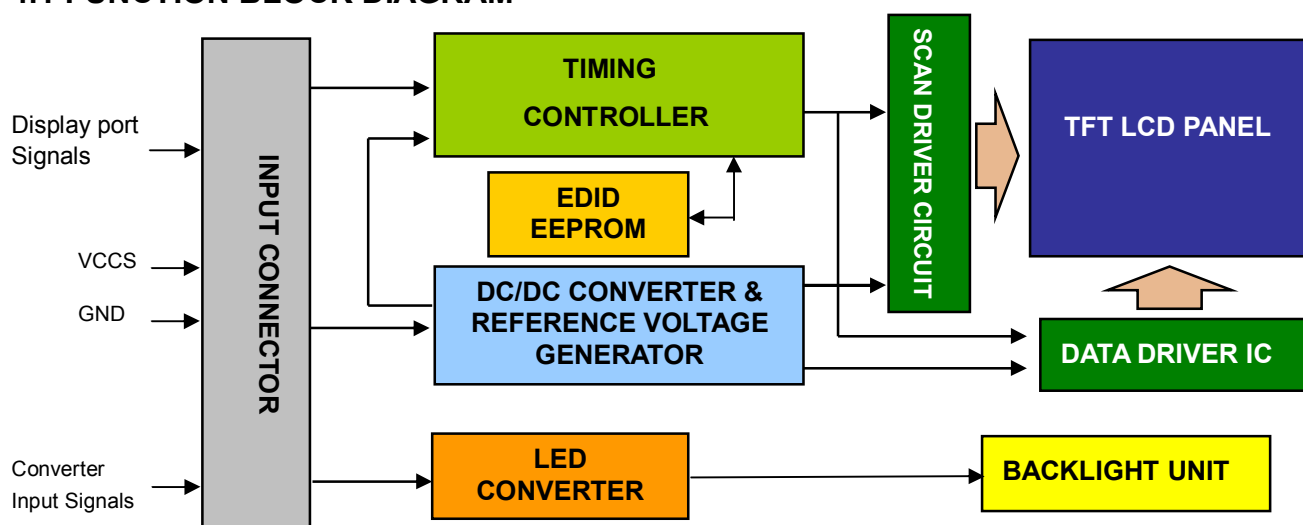 Display port
Signals
VCCS
GND
Converter
Input Signals
INPUT CONNECTOR
TIMING
CONTROLLER
EDID
EEPROM
DC/DC CONVERTER &
REFERENCE VOLTAGE
GENERATOR
LED
CONVERTER
SCAN DRIVER CIRCUIT
TFT LCD PANEL
DATA DRIVER IC
BACKLIGHT UNIT